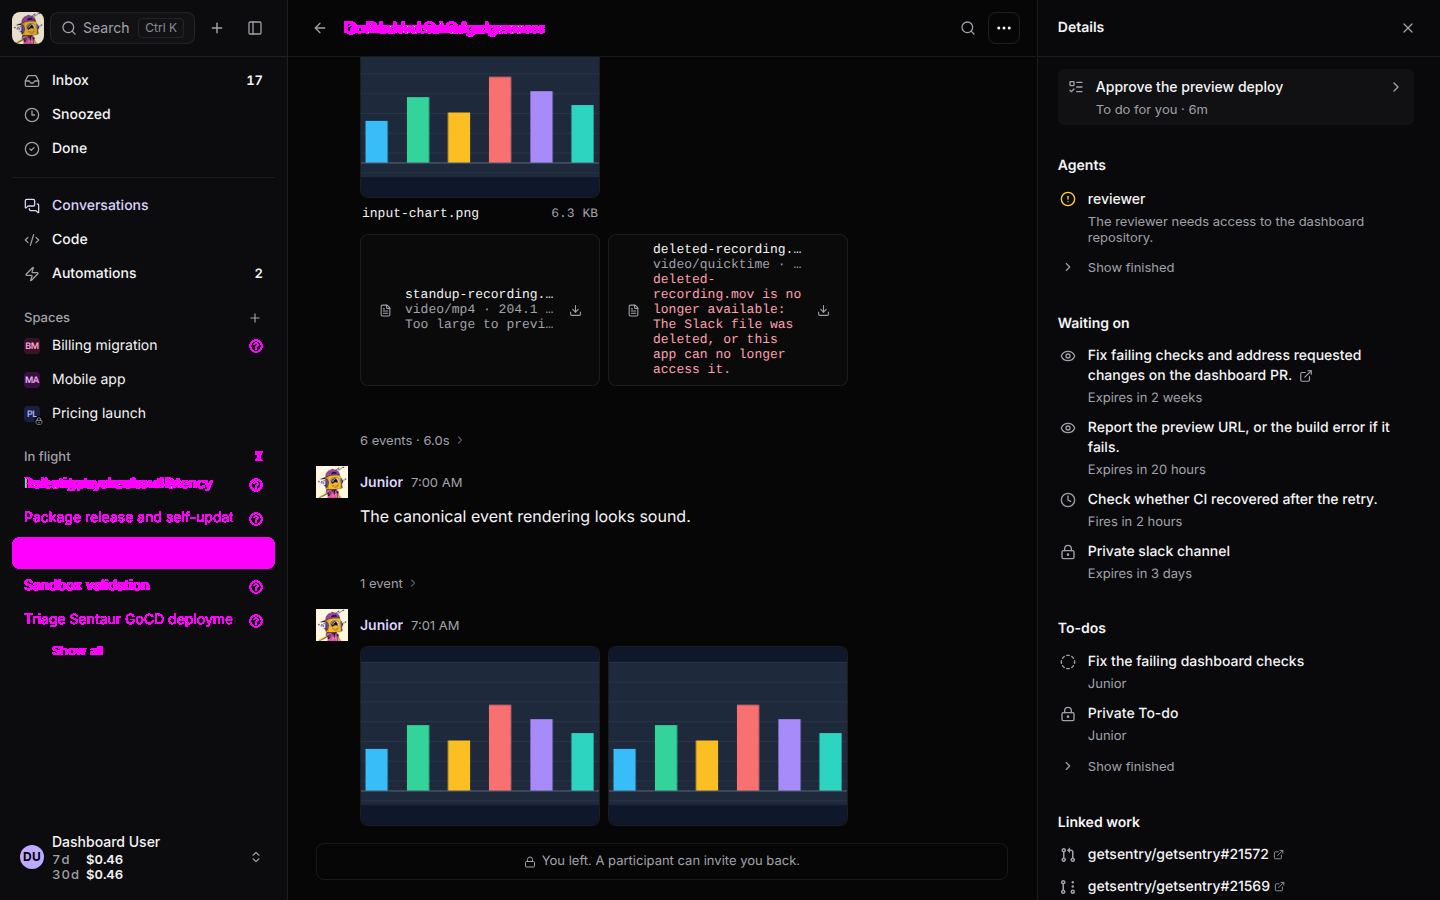 Search Ctrl K
Inbox 17
Snoozed
Done
Conversations
Code
Automations 2
Spaces
BM Billing migration
MA Mobile app
PL Pricing launch
In flight
Package release and self-updat
Sandbox validation
Triage Sentaur GoCD deployme
Show all
DU Dashboard User
7d $0.46
30d $0.46
input-chart.png 6.3 KB
standup-recording.…
video/mp4 · 204.1 …
Too large to previ…
deleted-recording.…
video/quicktime · …
deleted-
recording.mov is no
longer available:
The Slack file was
deleted, or this
app can no longer
access it.
6 events · 6.0s
Junior 7:00 AM
The canonical event rendering looks sound.
1 event
Junior 7:01 AM
You left. A participant can invite you back.
Details
Approve the preview deploy
To do for you · 6m
Agents
reviewer
The reviewer needs access to the dashboard
repository.
Show finished
Waiting on
Fix failing checks and address requested
changes on the dashboard PR.
Expires in 2 weeks
Report the preview URL, or the build error if it
fails.
Expires in 20 hours
Check whether CI recovered after the retry.
Fires in 2 hours
Private slack channel
Expires in 3 days
To-dos
Fix the failing dashboard checks
Junior
Private To-do
Junior
Show finished
Linked work
getsentry/getsentry#21572
getsentry/getsentry#21569